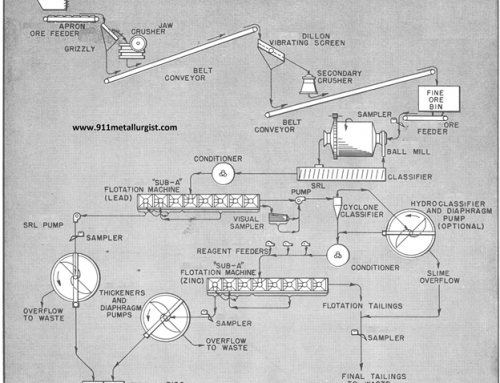 APRON
ORE FEEDER
GRIZZLY
JAW
CRUSHER
BELT
CONVEYOR
DILLON
VIBRATING SCREEN
SECONDARY
CRUSHER
BELT
CONVEYOR
FINE
ORE
BIN
SAMPLER
ORE
FEEDER
www.911metallurgist.com
BALL MILL
CONDITIONER
SRL
CLASSIFIER
"SUB-A"
FLOTATION MACHINE
(LEAD)
PUMP
VISUAL
SAMPLER
CYCLONE
CLASSIFIER
HYDROCLASSIFIER
AND DIAPHRAGM
PUMP
(OPTIONAL)
SRL PUMP
SAMPLER
REAGENT FEEDERS
"SUB-A"
FLOTATION MACHINE
(ZINC)
CONDITIONER
SLIME
OVERFLOW
THICKENERS
AND
DIAPHRAGM
PUMPS
OVERFLOW
TO WASTE
SAMPLER
OVERFLOW
TO WASTE
FLOTATION TAILINGS
SAMPLER
FINAL TAILINGS